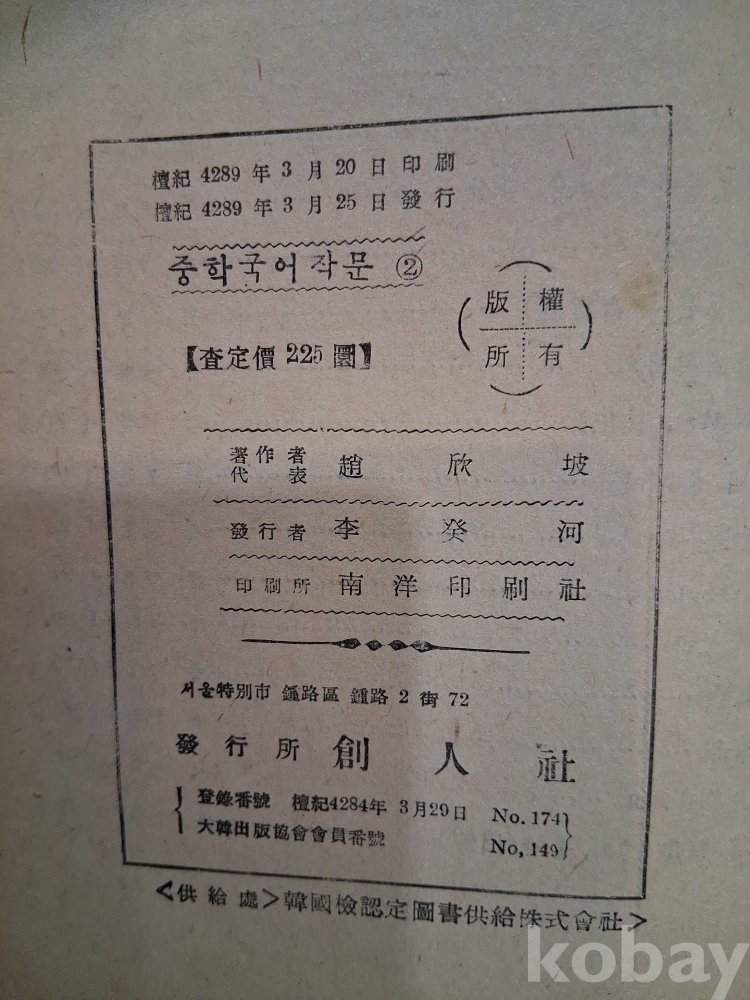 檀紀 4289 年 3 月 20 日 印 刷
檀紀 4289 年 3 月 25 日 發 行
중학국어작문 ②
版 權
所 有
【査定價 225 圜】
著 作 者
代 表 趙 欣 坡
發 行 者 李 癸 河
印 刷 所 南 洋 印 刷 社
서울特別市 鍾路區 鍾路 2 街 72
發 行 所 創 人 社
登錄番號 檀紀4284年 3月29日 No. 174
大韓出版協會會員番號 No, 149
<供 給 處>韓國檢認定圖書供給株式會社>
kobay